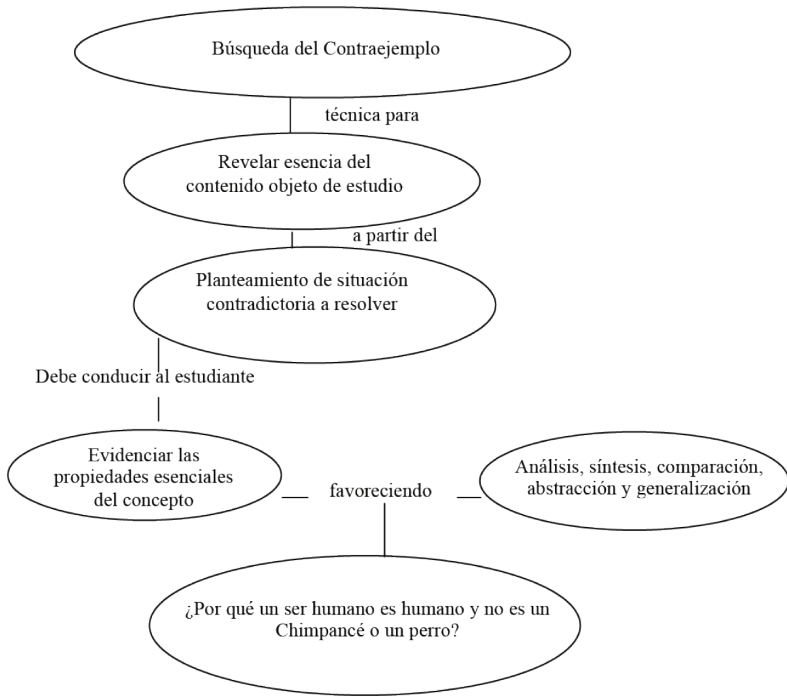 Búsqueda del Contraejemplo
técnica para
Revelar esencia del
contenido objeto de estudio
a partir del
Planteamiento de situación
contradictoria a resolver
Debe conducir al estudiante
Evidenciar las
propiedades esenciales
del concepto
favoreciendo
Análisis, síntesis, comparación,
abstracción y generalización
¿Por qué un ser humano es humano y no es un
Chimpancé o un perro?